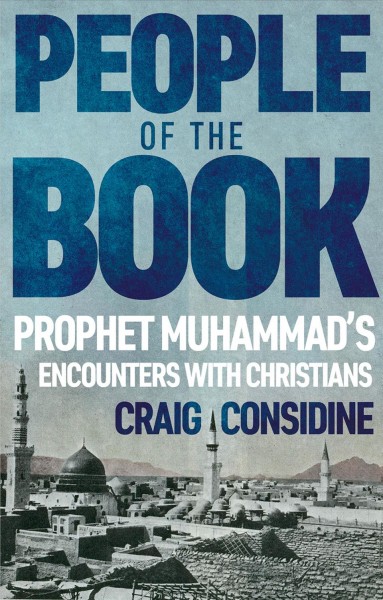 PEOPLE
OF THE
BOOK
PROPHET MUHAMMAD'S
ENCOUNTERS WITH CHRISTIANS
CRAIG CONSIDINE